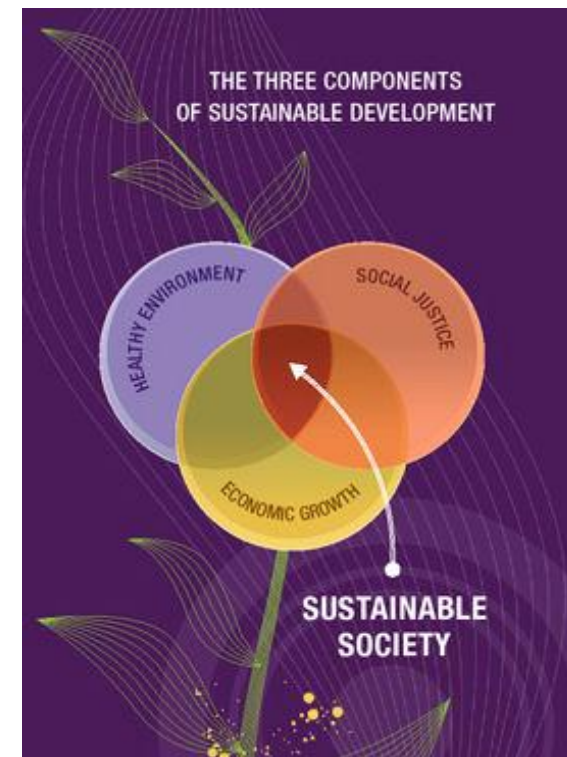 THE THREE COMPONENTS
OF SUSTAINABLE DEVELOPMENT
HEALTHY ENVIRONMENT
SOCIAL JUSTICE
ECONOMIC GROWTH
SUSTAINABLE
SOCIETY